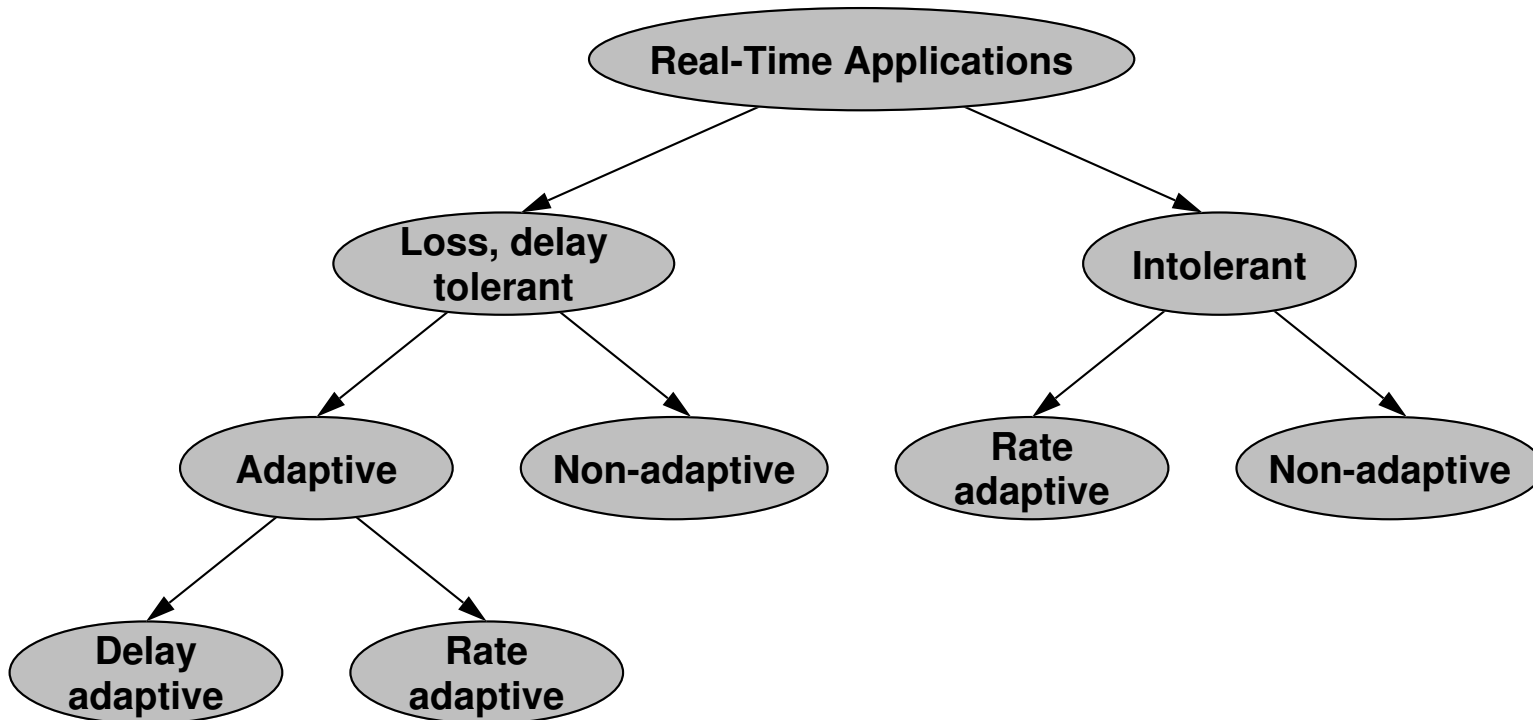 Real-Time Applications
Loss, delay
tolerant
Intolerant
Adaptive
Non-adaptive
Rate
adaptive
Non-adaptive
Delay
adaptive
Rate
adaptive